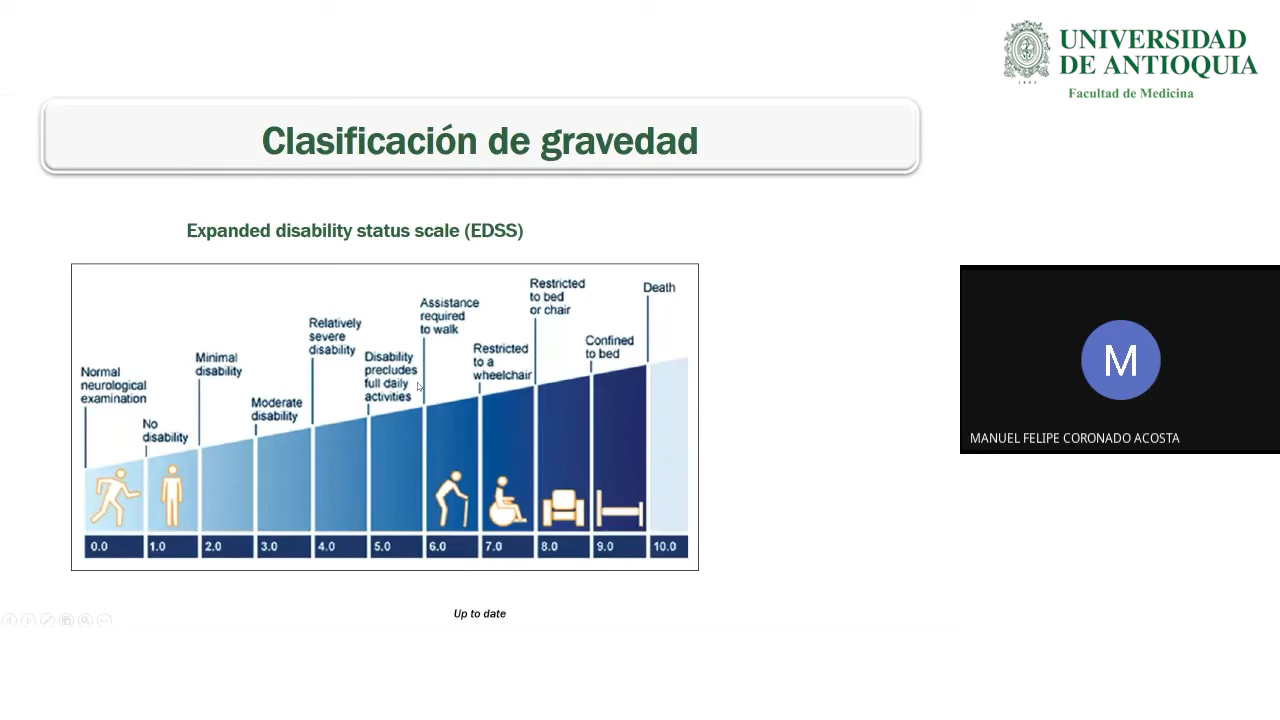 UNIVERSIDAD
DE ANTIOQUIA
Facultad de Medicina
Clasificación de gravedad
Expanded disability status scale (EDSS)
Normal
neurological
examination
No
disability
Minimal
disability
Moderate
disability
Relatively
severe
disability
Disability
precludes
full daily
activities
Assistance
required
to walk
Restricted
to a
wheelchair
Restricted
to bed
or chair
Confined
to bed
Death
0.0 1.0 2.0 3.0 4.0 5.0 6.0 7.0 8.0 9.0 10.0
Up to date
M
MANUEL FELIPE CORONADO ACOSTA